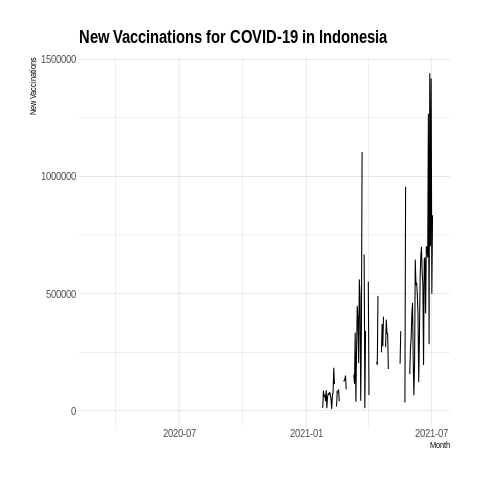 New Vaccinations for COVID-19 in Indonesia
New Vaccinations
1500000
1000000
500000
0
2020-07
2021-01
2021-07
Month